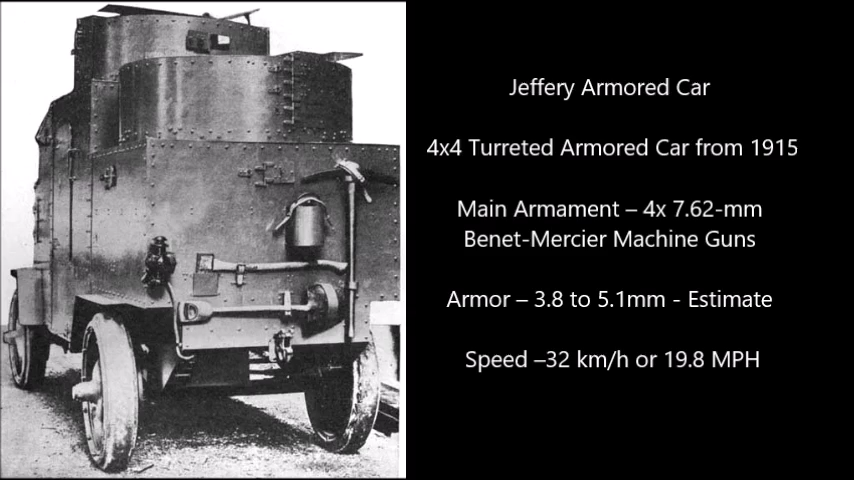 Jeffery Armored Car
4x4 Turreted Armored Car from 1915
Main Armament – 4x 7.62-mm
Benet-Mercier Machine Guns
Armor – 3.8 to 5.1mm - Estimate
Speed –32 km/h or 19.8 MPH